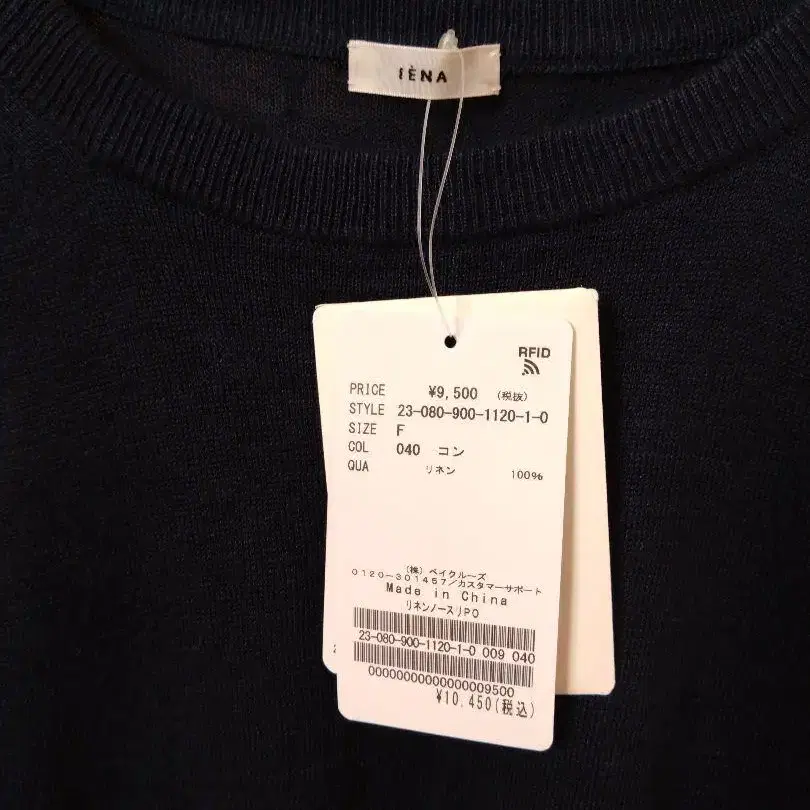 IÈNA
RFID
PRICE ¥9,500 (税抜)
STYLE 23-080-900-1120-1-0
SIZE F
COL 040 コン
QUA リネン 100%
(株)ベイクルーズ
0120-301457/カスタマーサポート
Made in China
リネンノースリPO
23-080-900-1120-1-0 009 040
00000000000000009500
¥10,450(税込)